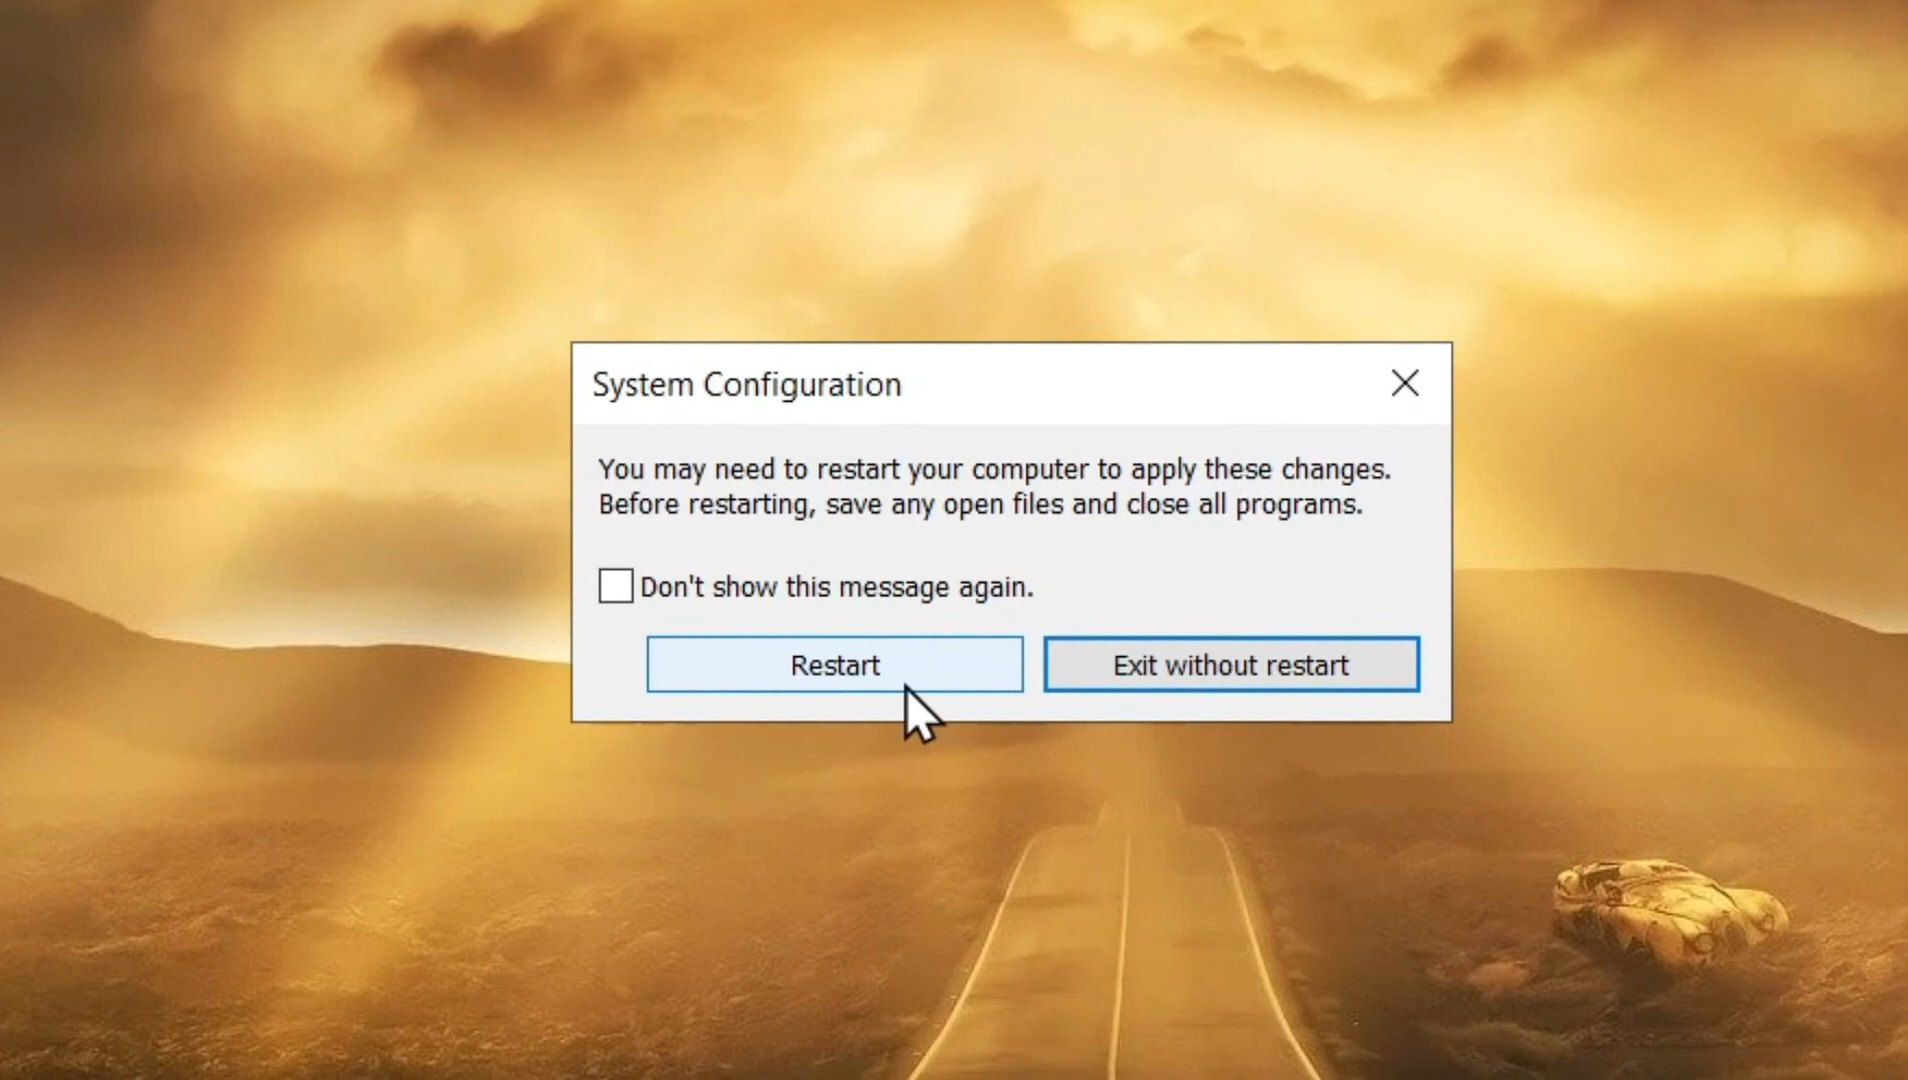 System Configuration
You may need to restart your computer to apply these changes.
Before restarting, save any open files and close all programs.
Don't show this message again.
Restart
Exit without restart